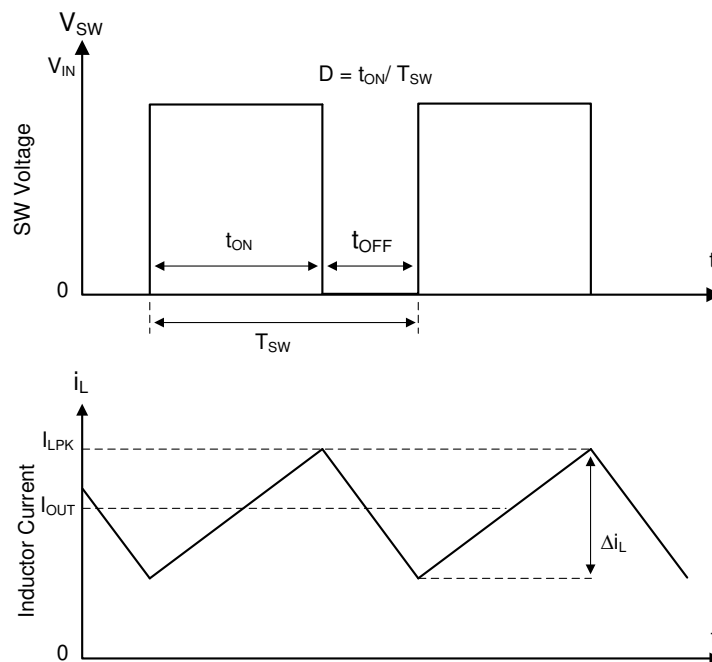 V_SW
V_IN
D = t_ON/ T_SW
SW Voltage
t_ON
t_OFF
t
0
T_SW
i_L
I_LPK
I_OUT
Inductor Current
Δi_L
0